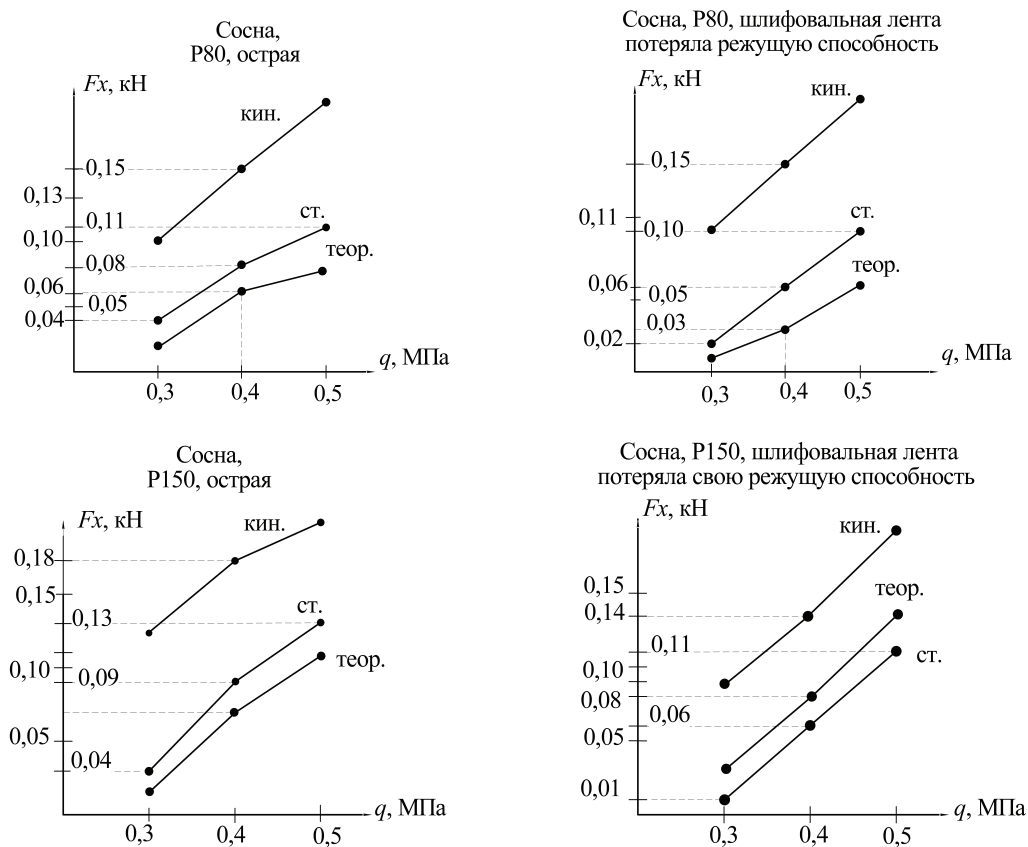 Сосна,
Р80, острая
Fx, кН
кин.
0,15
0,13
0,11
ст.
0,10
теор.
0,08
0,06
0,05
0,04
q, МПа
0,3
0,4
0,5
Сосна, Р80, шлифовальная лента
потеряла режущую способность
Fx, кН
кин.
0,15
0,11
ст.
0,10
теор.
0,06
0,05
0,03
0,02
q, МПа
0,3
0,4
0,5
Сосна,
Р150, острая
Fx, кН
кин.
0,18
0,15
ст.
0,13
теор.
0,10
0,09
0,05
0,04
q, МПа
0,3
0,4
0,5
Сосна, Р150, шлифовальная лента
потеряла свою режущую способность
Fx, кН
кин.
0,15
теор.
0,14
0,11
ст.
0,10
0,08
0,06
0,05
0,01
q, МПа
0,3
0,4
0,5